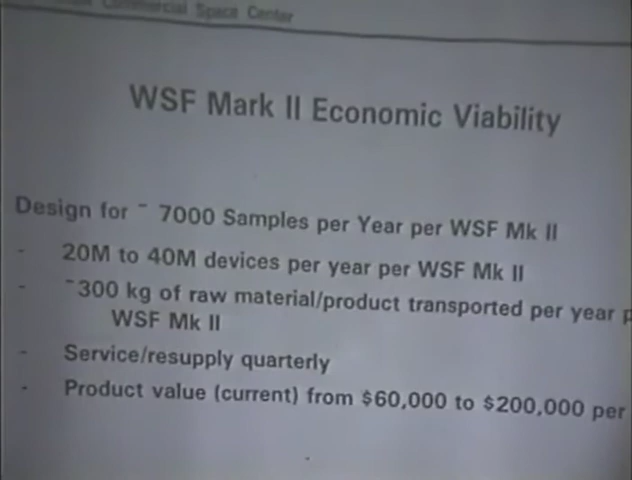 Commercial Space Center
WSF Mark II Economic Viability
Design for ~ 7000 Samples per Year per WSF Mk II
- 20M to 40M devices per year per WSF Mk II
- ~300 kg of raw material/product transported per year p
WSF Mk II
- Service/resupply quarterly
- Product value (current) from $60,000 to $200,000 per